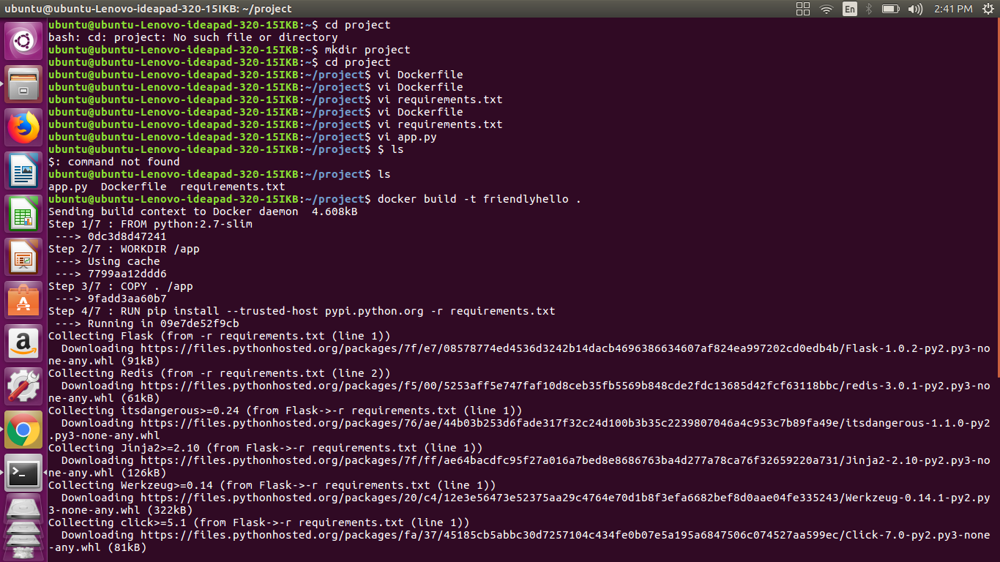 ubuntu@ubuntu-Lenovo-ideapad-320-15IKB: ~/project
En
2:41 PM
ubuntu@ubuntu-Lenovo-ideapad-320-15IKB:~$ cd project
bash: cd: project: No such file or directory
ubuntu@ubuntu-Lenovo-ideapad-320-15IKB:~$ mkdir project
ubuntu@ubuntu-Lenovo-ideapad-320-15IKB:~$ cd project
ubuntu@ubuntu-Lenovo-ideapad-320-15IKB:~/project$ vi Dockerfile
ubuntu@ubuntu-Lenovo-ideapad-320-15IKB:~/project$ vi Dockerfile
ubuntu@ubuntu-Lenovo-ideapad-320-15IKB:~/project$ vi requirements.txt
ubuntu@ubuntu-Lenovo-ideapad-320-15IKB:~/project$ vi Dockerfile
ubuntu@ubuntu-Lenovo-ideapad-320-15IKB:~/project$ vi requirements.txt
ubuntu@ubuntu-Lenovo-ideapad-320-15IKB:~/project$ vi app.py
ubuntu@ubuntu-Lenovo-ideapad-320-15IKB:~/project$ $ ls
$: command not found
ubuntu@ubuntu-Lenovo-ideapad-320-15IKB:~/project$ ls
app.py  Dockerfile  requirements.txt
ubuntu@ubuntu-Lenovo-ideapad-320-15IKB:~/project$ docker build -t friendlyhello .
Sending build context to Docker daemon  4.608kB
Step 1/7 : FROM python:2.7-slim
 ---> 0dc3d8d47241
Step 2/7 : WORKDIR /app
 ---> Using cache
 ---> 7799aa12ddd6
Step 3/7 : COPY . /app
 ---> 9fadd3aa60b7
Step 4/7 : RUN pip install --trusted-host pypi.python.org -r requirements.txt
 ---> Running in 09e7de52f9cb
Collecting Flask (from -r requirements.txt (line 1))
  Downloading https://files.pythonhosted.org/packages/7f/e7/08578774ed4536d3242b14dacb4696386634607af824ea997202cd0edb4b/Flask-1.0.2-py2.py3-no
ne-any.whl (91kB)
Collecting Redis (from -r requirements.txt (line 2))
  Downloading https://files.pythonhosted.org/packages/f5/00/5253aff5e747faf10d8ceb35fb5569b848cde2fdc13685d42fcf63118bbc/redis-3.0.1-py2.py3-no
ne-any.whl (61kB)
Collecting itsdangerous>=0.24 (from Flask->-r requirements.txt (line 1))
  Downloading https://files.pythonhosted.org/packages/76/ae/44b03b253d6fade317f32c24d100b3b35c2239807046a4c953c7b89fa49e/itsdangerous-1.1.0-py2
.py3-none-any.whl
Collecting Jinja2>=2.10 (from Flask->-r requirements.txt (line 1))
  Downloading https://files.pythonhosted.org/packages/7f/ff/ae64bacdfc95f27a016a7bed8e8686763ba4d277a78ca76f32659220a731/Jinja2-2.10-py2.py3-no
ne-any.whl (126kB)
Collecting Werkzeug>=0.14 (from Flask->-r requirements.txt (line 1))
  Downloading https://files.pythonhosted.org/packages/20/c4/12e3e56473e52375aa29c4764e70d1b8f3efa6682bef8d0aae04fe335243/Werkzeug-0.14.1-py2.py
3-none-any.whl (322kB)
Collecting click>=5.1 (from Flask->-r requirements.txt (line 1))
  Downloading https://files.pythonhosted.org/packages/fa/37/45185cb5abbc30d7257104c434fe0b07e5a195a6847506c074527aa599ec/Click-7.0-py2.py3-none
-any.whl (81kB)